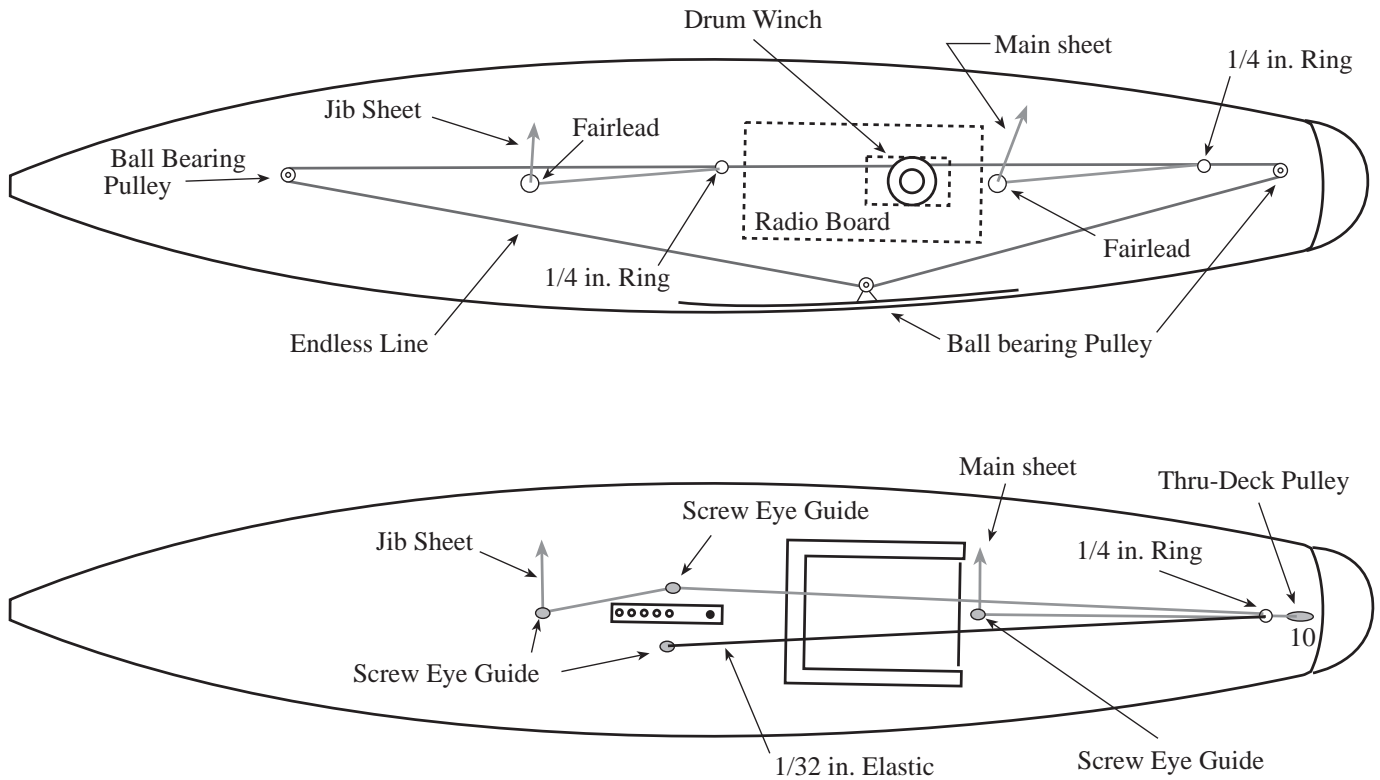 Drum Winch
Main sheet
1/4 in. Ring
Jib Sheet
Fairlead
Ball Bearing
Pulley
Radio Board
Fairlead
1/4 in. Ring
Endless Line
Ball bearing Pulley
Main sheet
Thru-Deck Pulley
Screw Eye Guide
Jib Sheet
1/4 in. Ring
10
Screw Eye Guide
1/32 in. Elastic
Screw Eye Guide